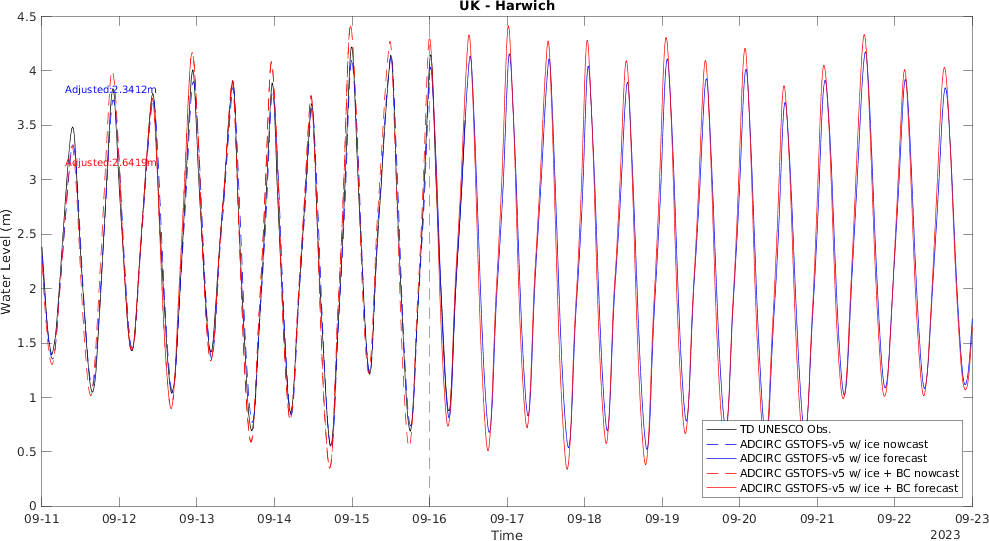 UK - Harwich
4.5
4
3.5
3
2.5
2
1.5
1
0.5
0
Water Level (m)
Adjusted:2.3412m
Adjusted:2.6419m
TD UNESCO Obs.
ADCIRC GSTOFS-v5 w/ ice nowcast
ADCIRC GSTOFS-v5 w/ ice forecast
ADCIRC GSTOFS-v5 w/ ice + BC nowcast
ADCIRC GSTOFS-v5 w/ ice + BC forecast
09-11 09-12 09-13 09-14 09-15 09-16 09-17 09-18 09-19 09-20 09-21 09-22 09-23
Time
2023